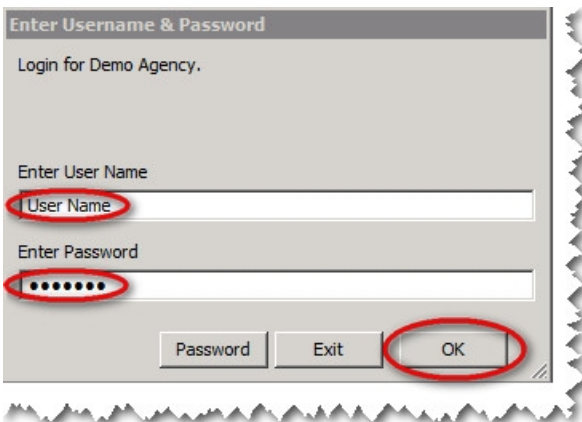 Enter Username & Password
Login for Demo Agency.
Enter User Name
User Name
Enter Password
•••••••
Password Exit OK